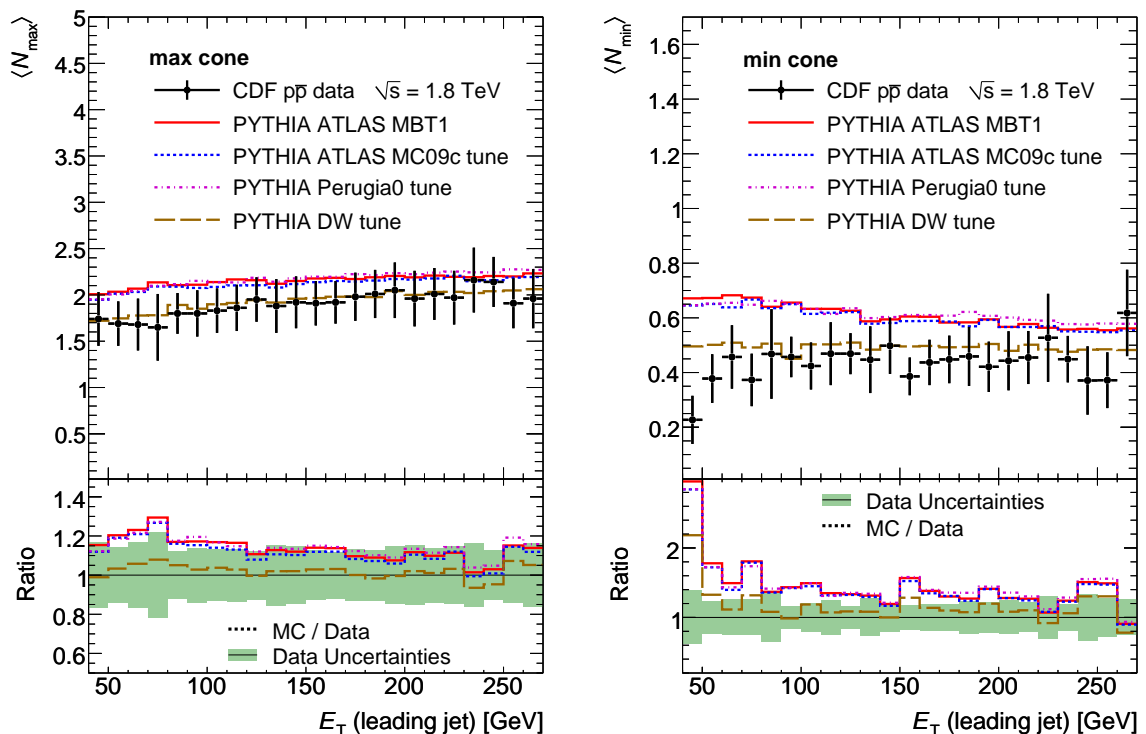 ⟨N_max⟩
5
4.5
4
3.5
3
2.5
2
1.5
1
0.5
max cone
CDF pp̄ data √s = 1.8 TeV
PYTHIA ATLAS MBT1
PYTHIA ATLAS MC09c tune
PYTHIA Perugia0 tune
PYTHIA DW tune
Ratio
1.4
1.2
1
0.8
0.6
MC / Data
Data Uncertainties
50 100 150 200 250
E_T (leading jet) [GeV]
⟨N_min⟩
1.6
1.4
1.2
1
0.8
0.6
0.4
0.2
min cone
CDF pp̄ data √s = 1.8 TeV
PYTHIA ATLAS MBT1
PYTHIA ATLAS MC09c tune
PYTHIA Perugia0 tune
PYTHIA DW tune
Ratio
2
1
Data Uncertainties
MC / Data
50 100 150 200 250
E_T (leading jet) [GeV]